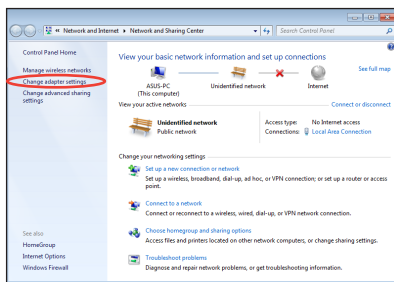 Network and Internet
Network and Sharing Center
Search Control Panel
Control Panel Home
Manage wireless networks
Change adapter settings
Change advanced sharing
settings
See also
HomeGroup
Internet Options
Windows Firewall
View your basic network information and set up connections
See full map
ASUS-PC
(This computer)
Unidentified network
Internet
View your active networks
Connect or disconnect
Unidentified network
Public network
Access type: No Internet access
Connections: Local Area Connection
Change your networking settings
Set up a new connection or network
Set up a wireless, broadband, dial-up, ad hoc, or VPN connection; or set up a router or access
point.
Connect to a network
Connect or reconnect to a wireless, wired, dial-up, or VPN network connection.
Choose homegroup and sharing options
Access files and printers located on other network computers, or change sharing settings.
Troubleshoot problems
Diagnose and repair network problems, or get troubleshooting information.